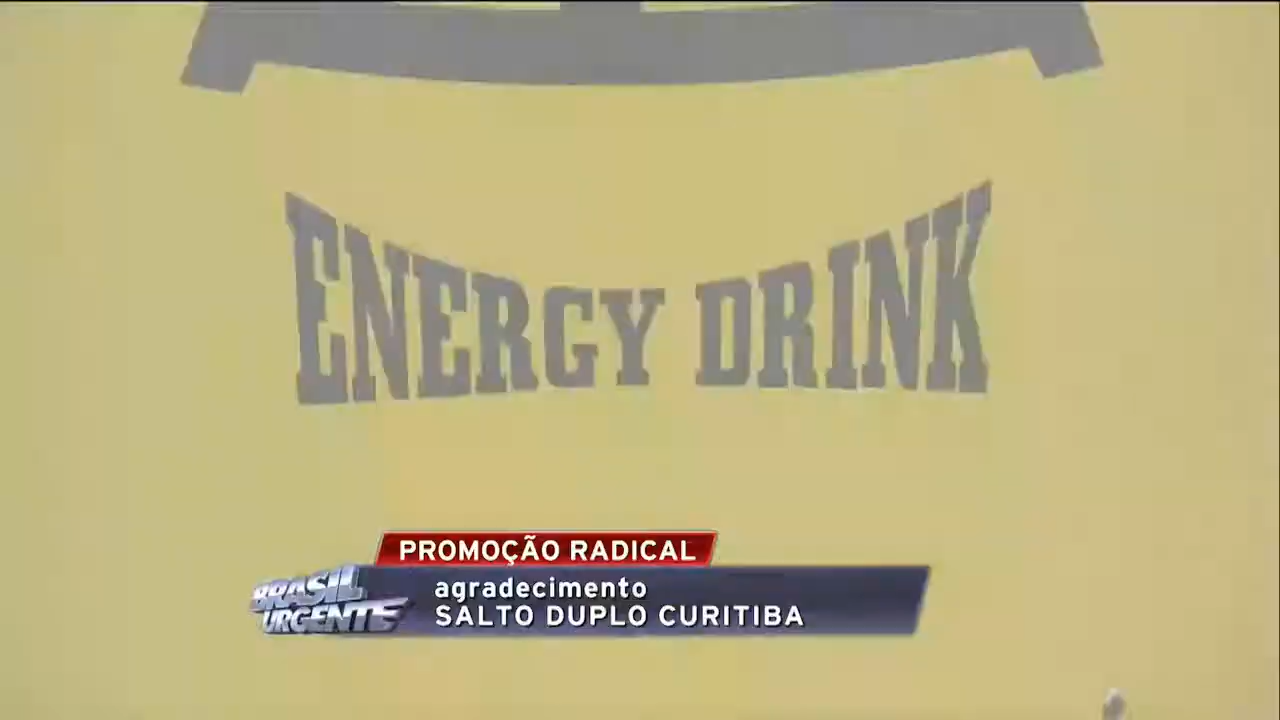 ENERGY DRINK
PROMOÇÃO RADICAL
agradecimento
SALTO DUPLO CURITIBA
BRASIL
URGENTE